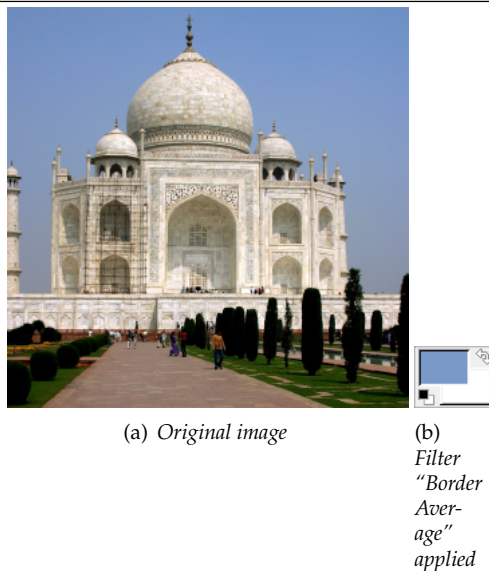 (a) Original image
(b)
Filter
“Border
Aver-
age”
applied